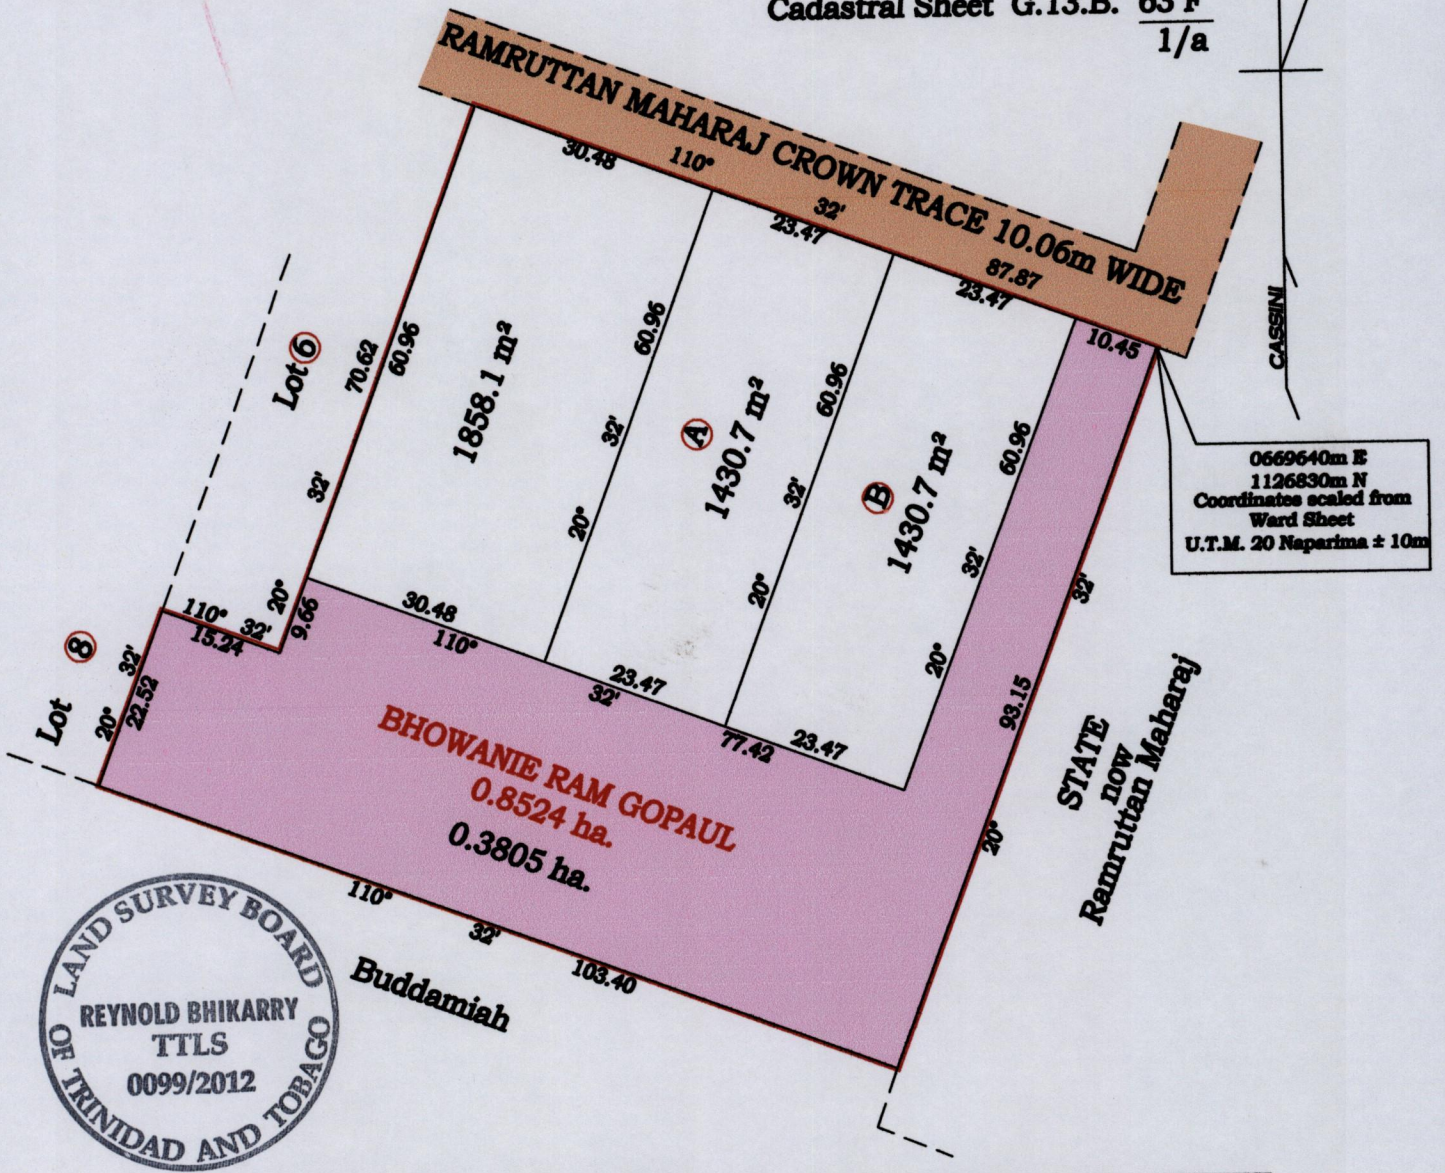 Cadastral Sheet G.13.B. 63 F
1/a
RAMRUTTAN MAHARAJ CROWN TRACE 10.06m WIDE
30.48
110°
32'
23.47
87.87
23.47
10.45
CASSINI
0669640m E
1126830m N
Coordinates scaled from
Ward Sheet
U.T.M. 20 Naparima ± 10m
Lot 6
70.62
60.96
32'
20°
9.66
1858.1 m²
60.96
32'
20°
A
1430.7 m²
60.96
32'
20°
B
1430.7 m²
60.96
32'
20°
32'
93.15
20°
STATE
now
Ramruttan Maharaj
110°
32'
15.24
Lot 8
32'
20°
22.52
30.48
110°
23.47
32'
77.42
23.47
BHOWANIE RAM GOPAUL
0.8524 ha.
0.3805 ha.
110°
32'
103.40
Buddamiah
LAND SURVEY BOARD
REYNOLD BHIKARRY
TTLS
0099/2012
OF TRINIDAD AND TOBAGO